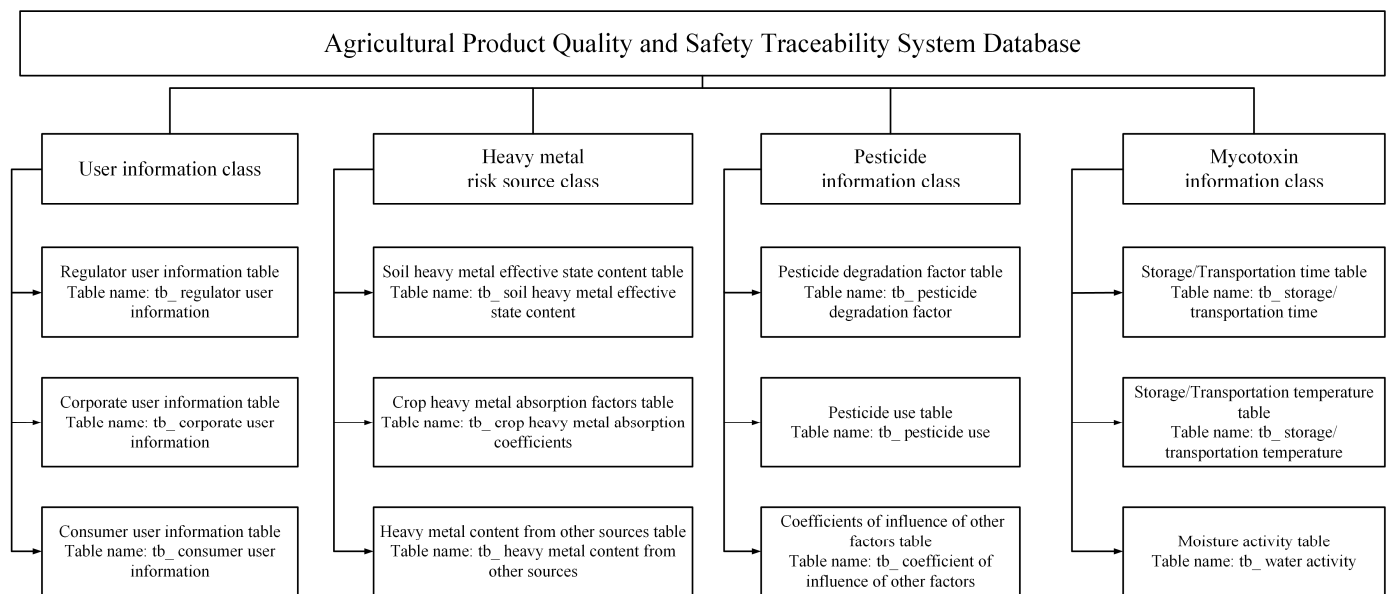 Agricultural Product Quality and Safety Traceability System Database
User information class
Heavy metal
risk source class
Pesticide
information class
Mycotoxin
information class
Regulator user information table
Table name: tb_ regulator user
information
Soil heavy metal effective state content table
Table name: tb_ soil heavy metal effective
state content
Pesticide degradation factor table
Table name: tb_ pesticide
degradation factor
Storage/Transportation time table
Table name: tb_ storage/
transportation time
Corporate user information table
Table name: tb_ corporate user
information
Crop heavy metal absorption factors table
Table name: tb_ crop heavy metal absorption
coefficients
Pesticide use table
Table name: tb_ pesticide use
Storage/Transportation temperature
table
Table name: tb_ storage/
transportation temperature
Consumer user information table
Table name: tb_ consumer user
information
Heavy metal content from other sources table
Table name: tb_ heavy metal content from
other sources
Coefficients of influence of other
factors table
Table name: tb_ coefficient of
influence of other factors
Moisture activity table
Table name: tb_ water activity